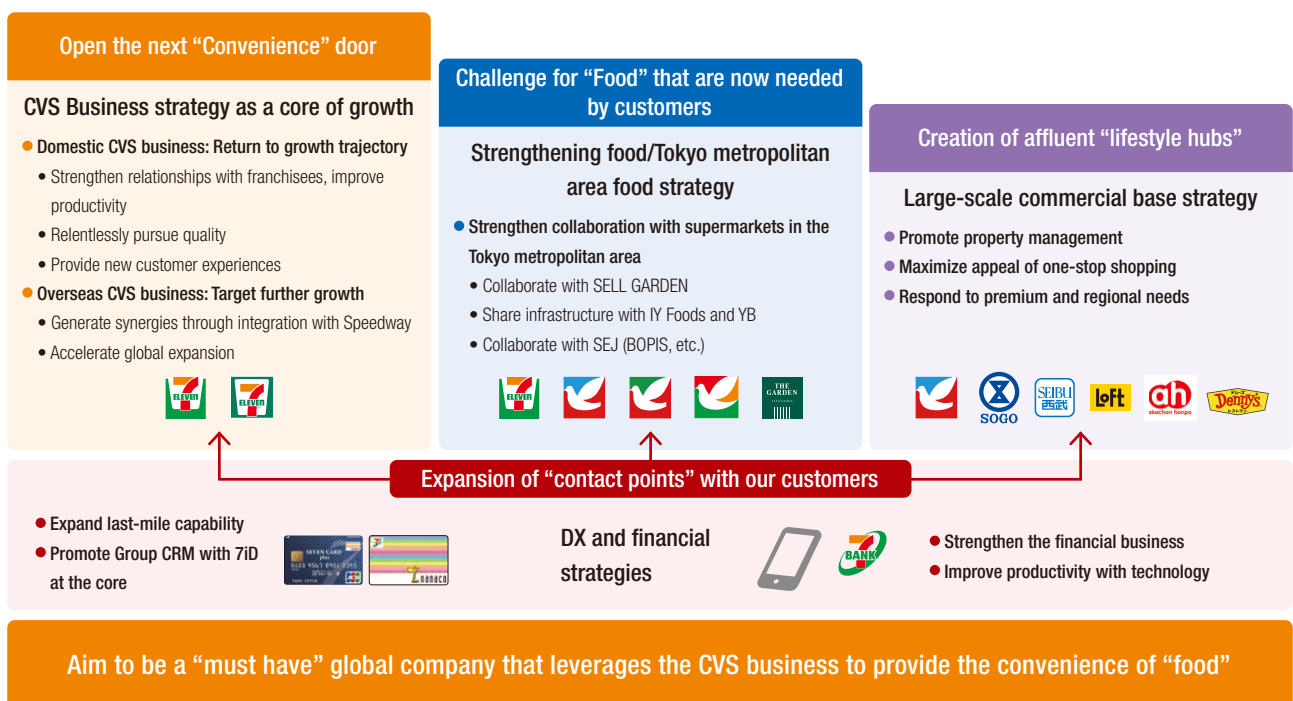 Open the next “Convenience” door
CVS Business strategy as a core of growth
● Domestic CVS business: Return to growth trajectory
• Strengthen relationships with franchisees, improve
productivity
• Relentlessly pursue quality
• Provide new customer experiences
● Overseas CVS business: Target further growth
• Generate synergies through integration with Speedway
• Accelerate global expansion
7 ELEVEN
7 ELEVEN
Challenge for “Food” that are now needed
by customers
Strengthening food/Tokyo metropolitan
area food strategy
● Strengthen collaboration with supermarkets in the
Tokyo metropolitan area
• Collaborate with SELL GARDEN
• Share infrastructure with IY Foods and YB
• Collaborate with SEJ (BOPIS, etc.)
7 ELEVEN
THE
GARDEN
Creation of affluent “lifestyle hubs”
Large-scale commercial base strategy
● Promote property management
● Maximize appeal of one-stop shopping
● Respond to premium and regional needs
SOGO
SEIBU
西武
LoFt
ah
akachan honpo
Denny's
Expansion of “contact points” with our customers
● Expand last-mile capability
● Promote Group CRM with 7iD
at the core
SEVEN CARD
plus
JCB
nanaco
DX and financial
strategies
7
BANK
● Strengthen the financial business
● Improve productivity with technology
Aim to be a “must have” global company that leverages the CVS business to provide the convenience of “food”